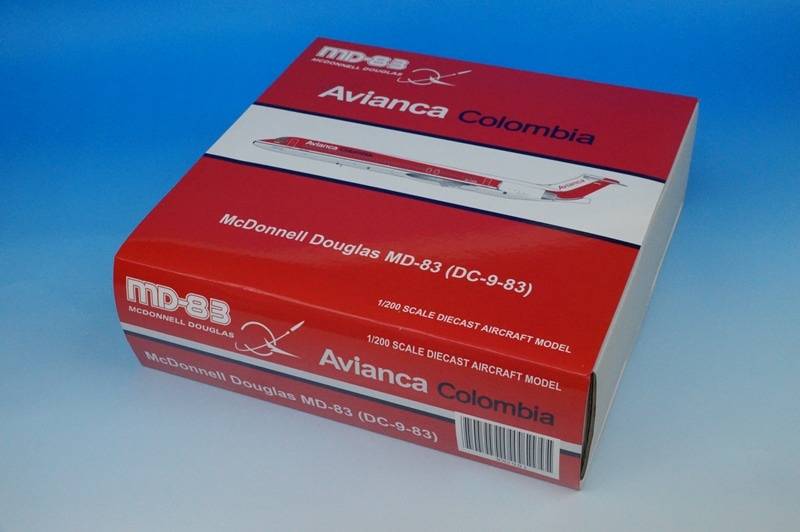 MD-83
MCDONNELL DOUGLAS
Avianca Colombia
Avianca
McDonnell Douglas MD-83 (DC-9-83)
1/200 SCALE DIECAST AIRCRAFT MODEL
MD-83
MCDONNELL DOUGLAS
1/200 SCALE DIECAST AIRCRAFT MODEL
Avianca Colombia
McDonnell Douglas MD-83 (DC-9-83)